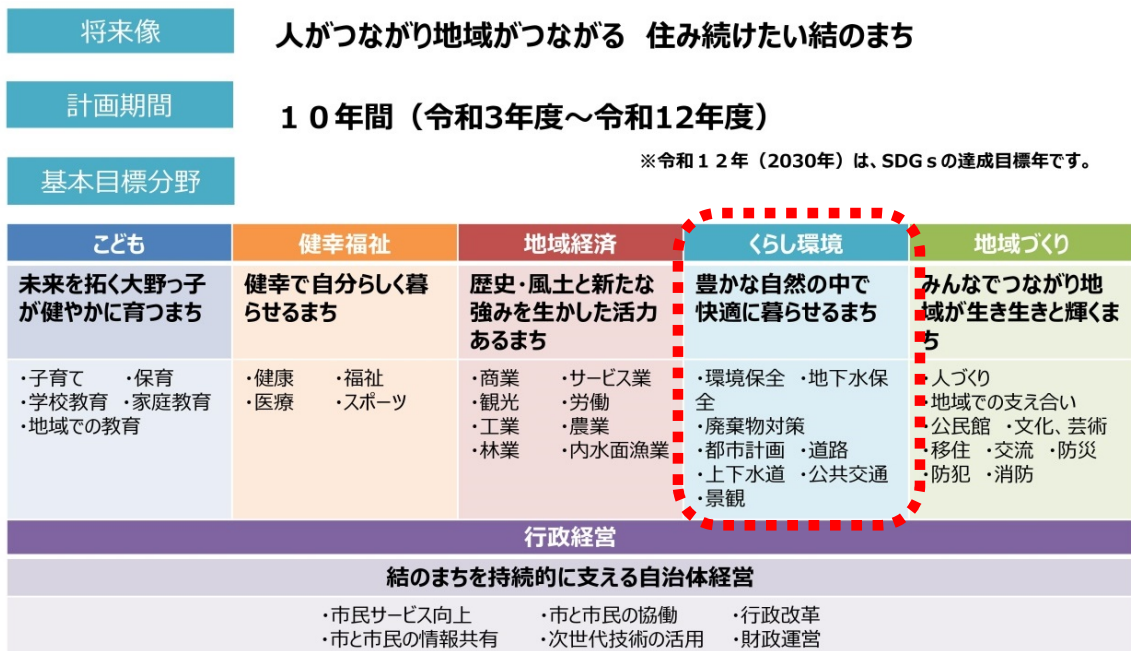 将来像
人がつながり地域がつながる 住み続けたい結のまち
計画期間
１０年間（令和3年度～令和12年度）
※令和１２年（2030年）は、SDGｓの達成目標年です。
基本目標分野
こども
未来を拓く大野っ子
が健やかに育つまち
・子育て ・保育
・学校教育 ・家庭教育
・地域での教育
健幸福祉
健幸で自分らしく暮
らせるまち
・健康 ・福祉
・医療 ・スポーツ
地域経済
歴史・風土と新たな
強みを生かした活力
あるまち
・商業 ・サービス業
・観光 ・労働
・工業 ・農業
・林業 ・内水面漁業
くらし環境
豊かな自然の中で
快適に暮らせるまち
・環境保全 ・地下水保
全
・廃棄物対策
・都市計画 ・道路
・上下水道 ・公共交通
・景観
地域づくり
みんなでつながり地
域が生き生きと輝くま
ち
・人づくり
・地域での支え合い
・公民館 ・文化、芸術
・移住 ・交流 ・防災
・防犯 ・消防
行政経営
結のまちを持続的に支える自治体経営
・市民サービス向上 ・市と市民の協働 ・行政改革
・市と市民の情報共有 ・次世代技術の活用 ・財政運営